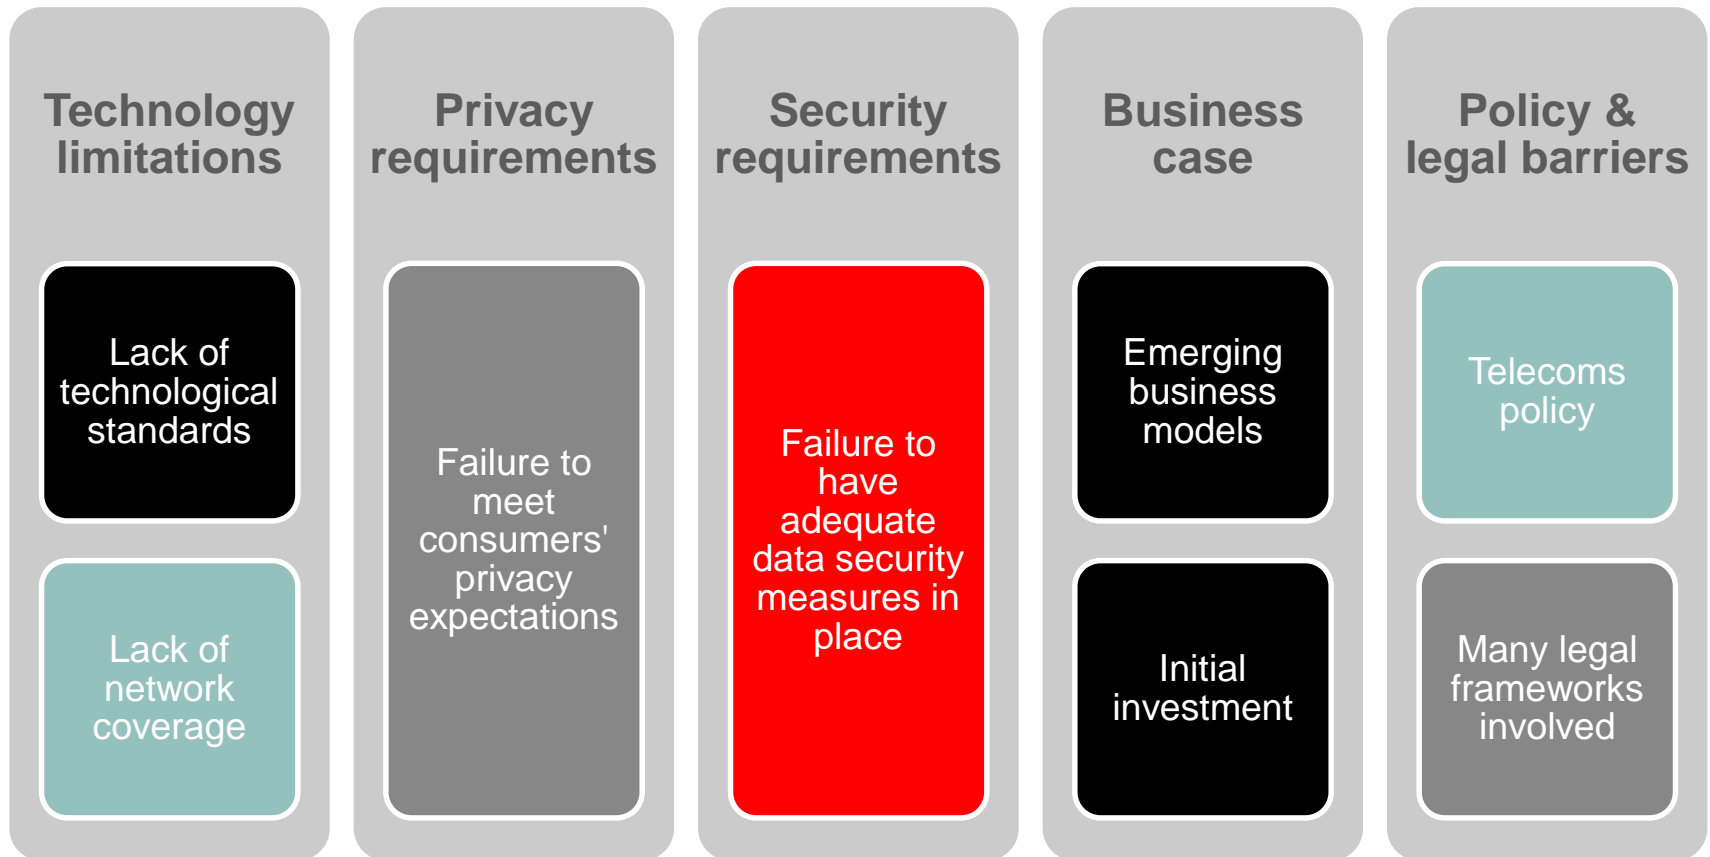 Technology
limitations
Lack of
technological
standards
Lack of
network
coverage
Privacy
requirements
Failure to
meet
consumers'
privacy
expectations
Security
requirements
Failure to
have
adequate
data security
measures in
place
Business
case
Emerging
business
models
Initial
investment
Policy &
legal barriers
Telecoms
policy
Many legal
frameworks
involved